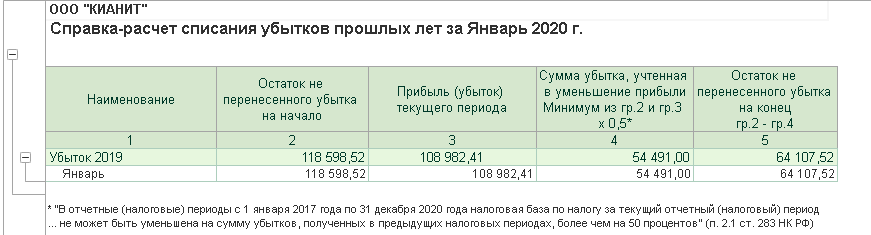 ООО "КИАНИТ"
Справка-расчет списания убытков прошлых лет за Январь 2020 г.
Наименование
Остаток не
перенесенного убытка
на начало
Прибыль (убыток)
текущего периода
Сумма убытка, учтенная
в уменьшение прибыли
Минимум из гр.2 и гр.3
х 0,5*
Остаток не
перенесенного убытка
на конец
гр.2 - гр.4
1 2 3 4 5
Убыток 2019 118 598,52 108 982,41 54 491,00 64 107,52
Январь 118 598,52 108 982,41 54 491,00 64 107,52
* "В отчетные (налоговые) периоды с 1 января 2017 года по 31 декабря 2020 года налоговая база по налогу за текущий отчетный (налоговый) период
... не может быть уменьшена на сумму убытков, полученных в предыдущих налоговых периодах, более чем на 50 процентов" (п. 2.1 ст. 283 НК РФ)